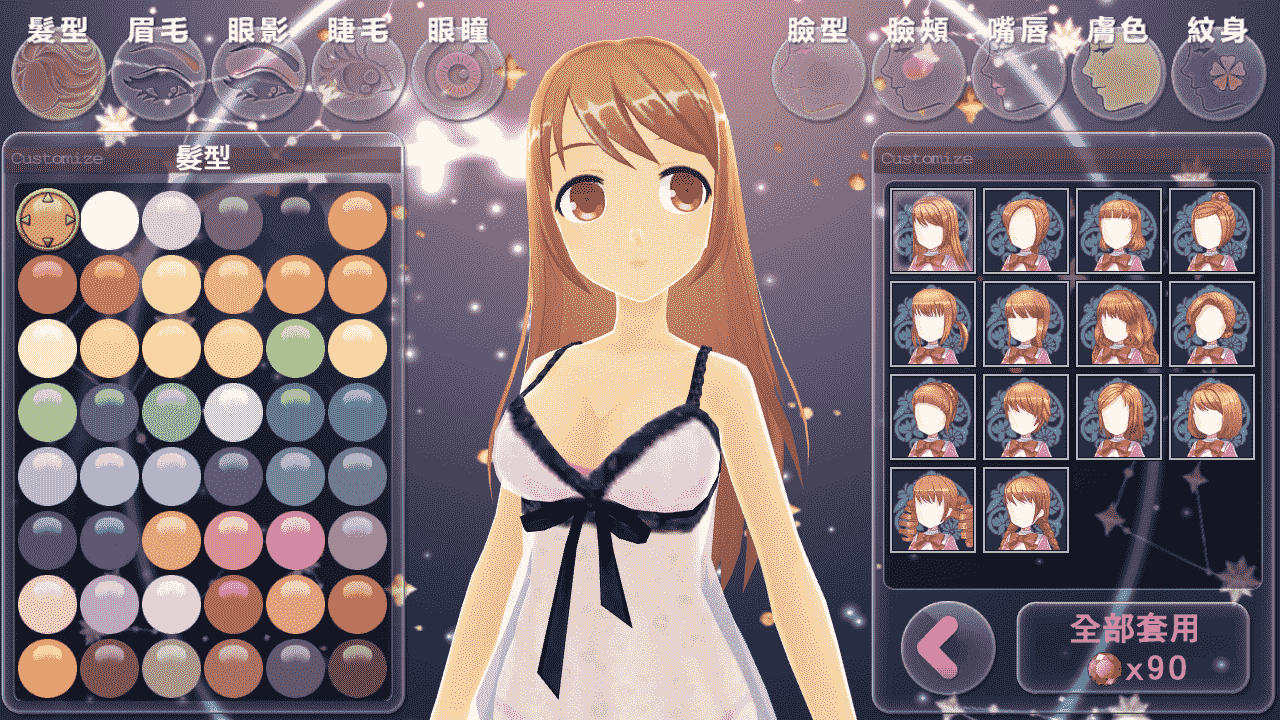 髮型 眉毛 眼影 睫毛 眼瞳 臉型 臉頰 嘴唇 膚色 紋身
Customize 髮型
Customize
全部套用
x90